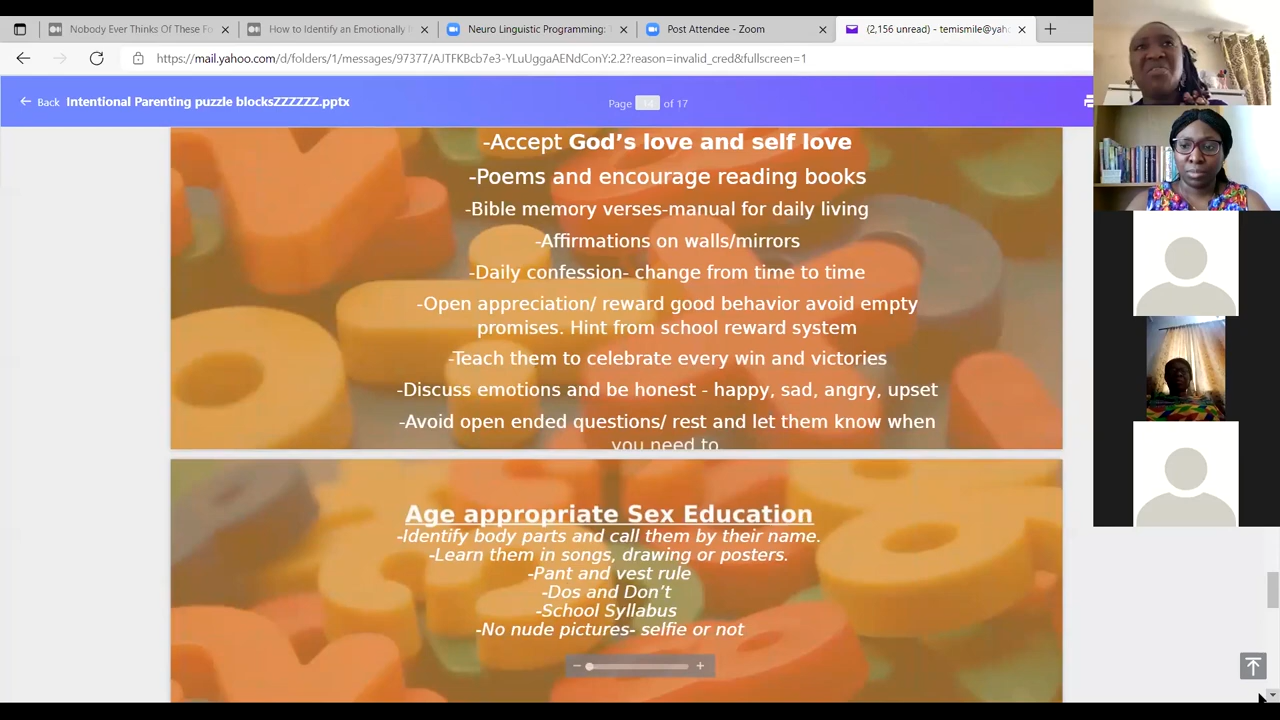 Nobody Ever Thinks Of These Fo
How to Identify an Emotionally I
Neuro Linguistic Programming:
Post Attendee - Zoom
(2,156 unread) - temismile@yaho
https://mail.yahoo.com/d/folders/1/messages/97377/AJTFKBcb7e3-YLuUggaAENdConY:2.2?reason=invalid_cred&fullscreen=1
Back Intentional Parenting puzzle blocksZZZZZZ.pptx
Page 14 of 17
-Accept God’s love and self love
-Poems and encourage reading books
-Bible memory verses-manual for daily living
-Affirmations on walls/mirrors
-Daily confession- change from time to time
-Open appreciation/ reward good behavior avoid empty
promises. Hint from school reward system
-Teach them to celebrate every win and victories
-Discuss emotions and be honest - happy, sad, angry, upset
-Avoid open ended questions/ rest and let them know when
you need to
Age appropriate Sex Education
-Identify body parts and call them by their name.
-Learn them in songs, drawing or posters.
-Pant and vest rule
-Dos and Don’t
-School Syllabus
-No nude pictures- selfie or not